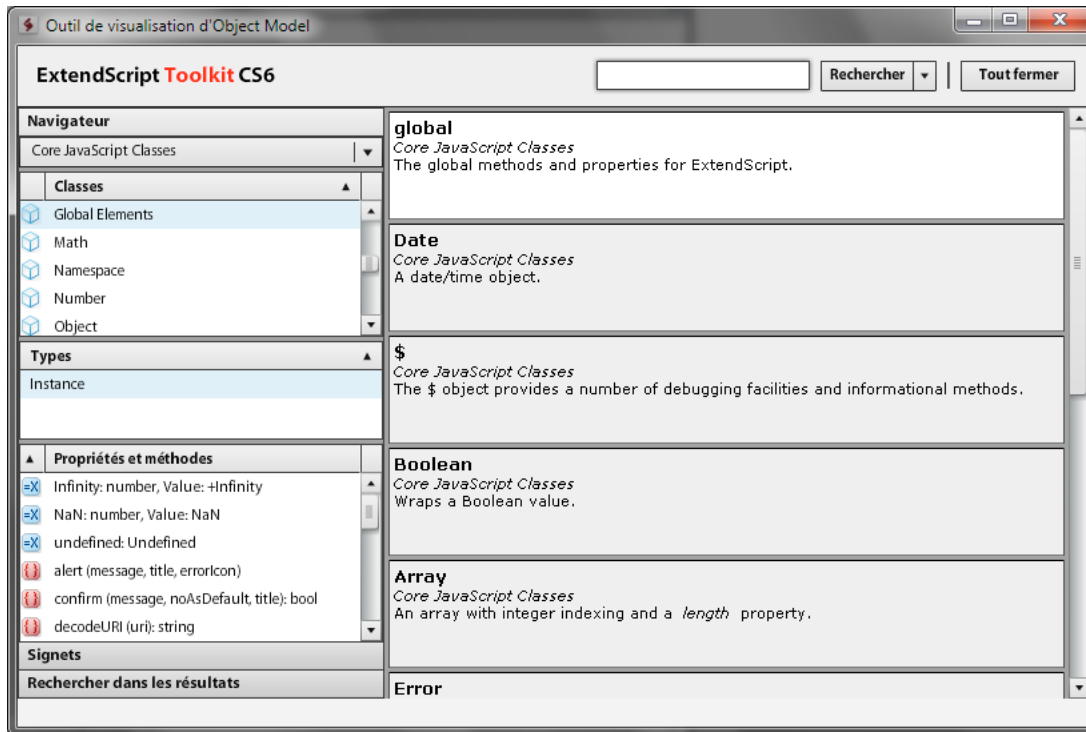 Outil de visualisation d'Object Model
ExtendScript Toolkit CS6
Rechercher
Tout fermer
Navigateur
Core JavaScript Classes
Classes
Global Elements
Math
Namespace
Number
Object
Types
Instance
Propriétés et méthodes
=X Infinity: number, Value: +Infinity
=X NaN: number, Value: NaN
=X undefined: Undefined
{} alert (message, title, errorIcon)
{} confirm (message, noAsDefault, title): bool
{} decodeURI (uri): string
Signets
Rechercher dans les résultats
global
Core JavaScript Classes
The global methods and properties for ExtendScript.
Date
Core JavaScript Classes
A date/time object.
$
Core JavaScript Classes
The $ object provides a number of debugging facilities and informational methods.
Boolean
Core JavaScript Classes
Wraps a Boolean value.
Array
Core JavaScript Classes
An array with integer indexing and a length property.
Error